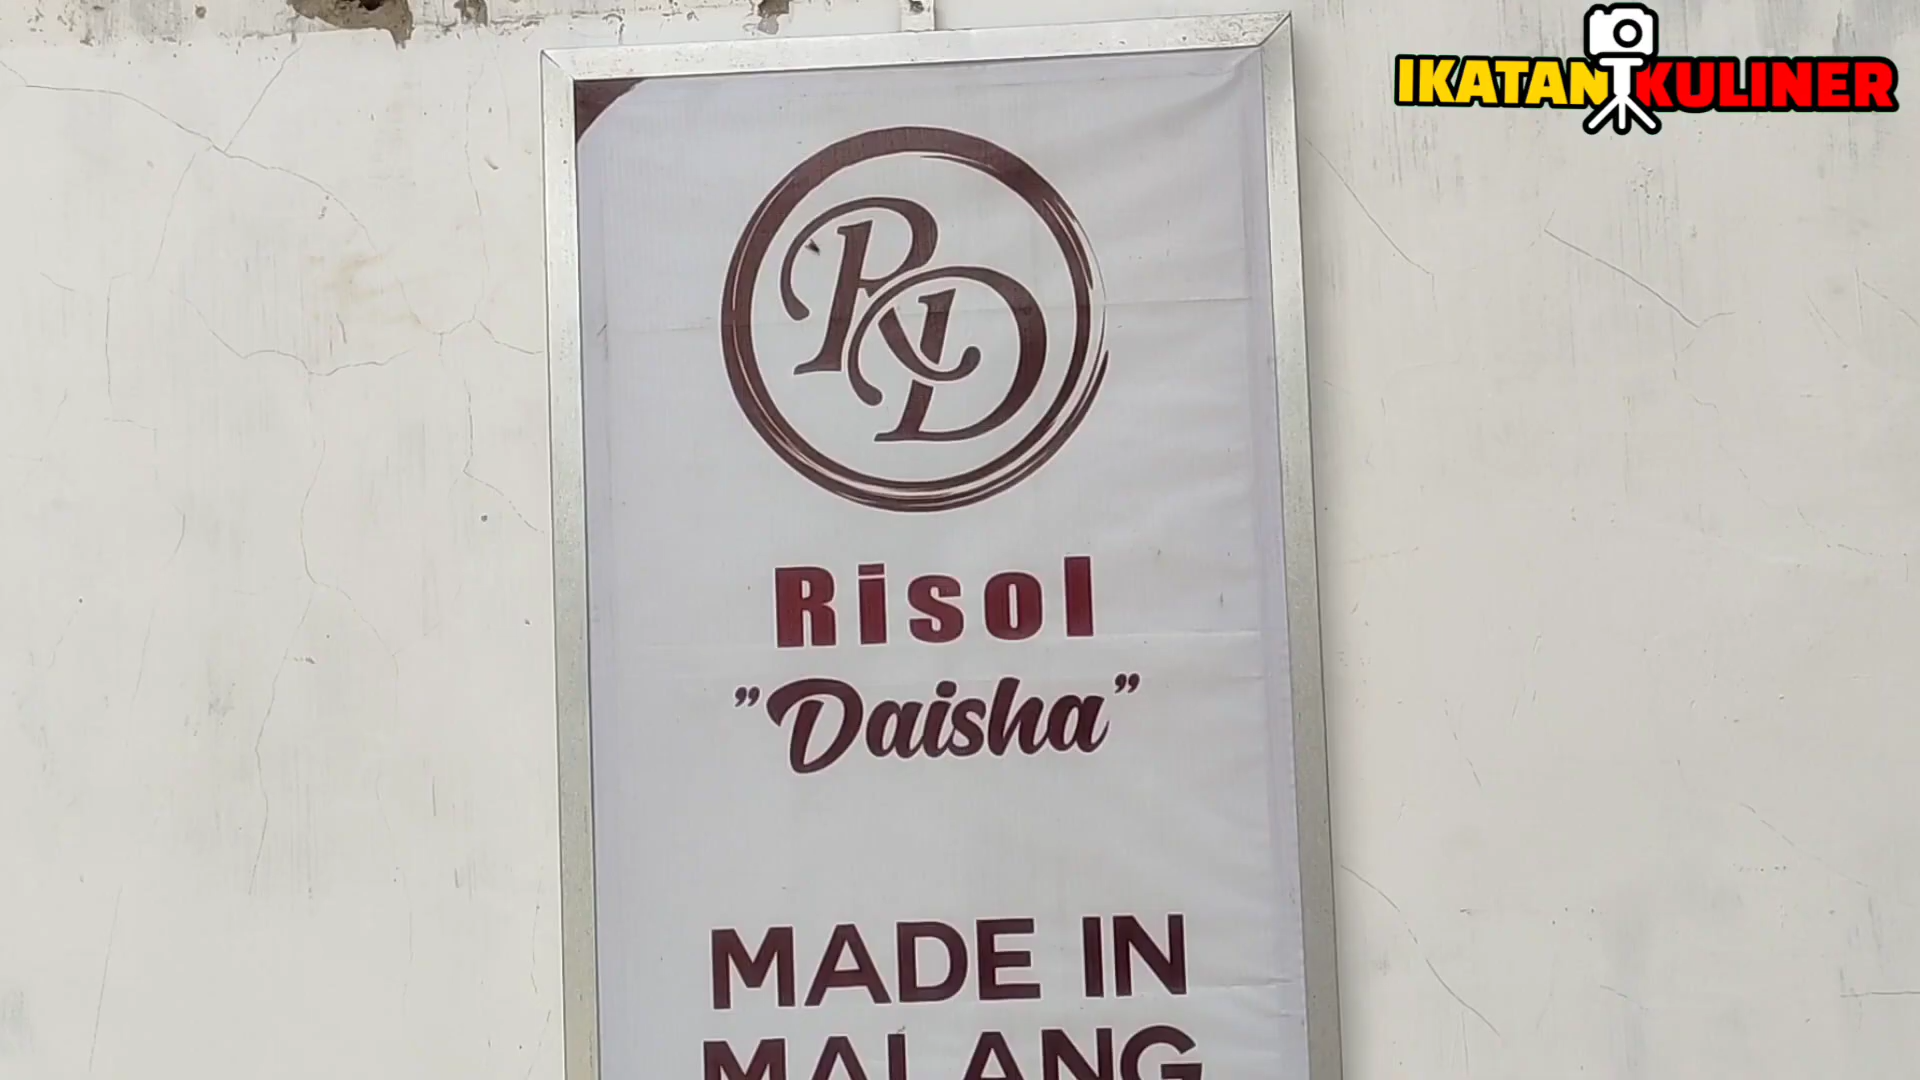 IKATAN KULINER
RD
Risol
"Daisha"
MADE IN
MALANG